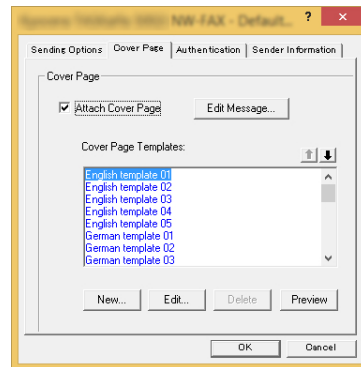 NW-FAX - Default...
Sending Options Cover Page Authentication Sender Information
Cover Page
Attach Cover Page Edit Message...
Cover Page Templates:
English template 01
English template 02
English template 03
English template 04
English template 05
German template 01
German template 02
German template 03
New... Edit... Delete Preview
OK Cancel